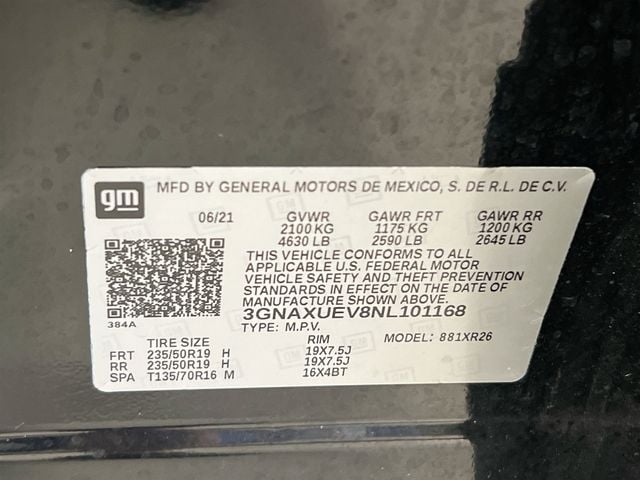 gm MFD BY GENERAL MOTORS DE MEXICO, S. DE R.L. DE C.V.
06/21 GVWR GAWR FRT GAWR RR
2100 KG 1175 KG 1200 KG
4630 LB 2590 LB 2645 LB
THIS VEHICLE CONFORMS TO ALL
APPLICABLE U.S. FEDERAL MOTOR
VEHICLE SAFETY AND THEFT PREVENTION
STANDARDS IN EFFECT ON THE DATE OF
MANUFACTURE SHOWN ABOVE.
384A 3GNAXUEV8NL101168
TYPE: M.P.V. MODEL: 881XR26
TIRE SIZE RIM
FRT 235/50R19 H 19X7.5J
RR 235/50R19 H 19X7.5J
SPA T135/70R16 M 16X4BT